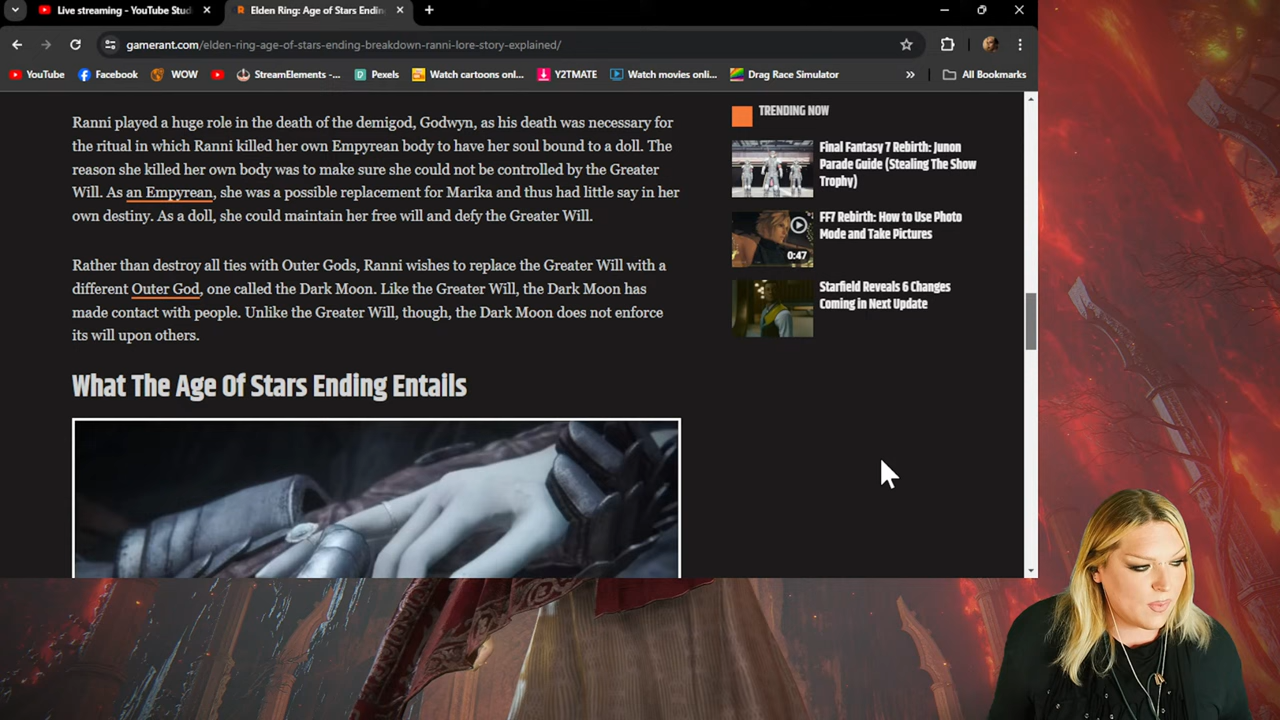 Live streaming - YouTube Stud
Elden Ring: Age of Stars Endin
gamerant.com/elden-ring-age-of-stars-ending-breakdown-ranni-lore-story-explained/
YouTube
Facebook
WOW
StreamElements -...
Pexels
Watch cartoons onl...
Y2TMATE
Watch movies onli...
Drag Race Simulator
»
All Bookmarks
Ranni played a huge role in the death of the demigod, Godwyn, as his death was necessary for
the ritual in which Ranni killed her own Empyrean body to have her soul bound to a doll. The
reason she killed her own body was to make sure she could not be controlled by the Greater
Will. As an Empyrean, she was a possible replacement for Marika and thus had little say in her
own destiny. As a doll, she could maintain her free will and defy the Greater Will.
Rather than destroy all ties with Outer Gods, Ranni wishes to replace the Greater Will with a
different Outer God, one called the Dark Moon. Like the Greater Will, the Dark Moon has
made contact with people. Unlike the Greater Will, though, the Dark Moon does not enforce
its will upon others.
What The Age Of Stars Ending Entails
TRENDING NOW
Final Fantasy 7 Rebirth: Junon
Parade Guide (Stealing The Show
Trophy)
FF7 Rebirth: How to Use Photo
Mode and Take Pictures
0:47
Starfield Reveals 6 Changes
Coming in Next Update